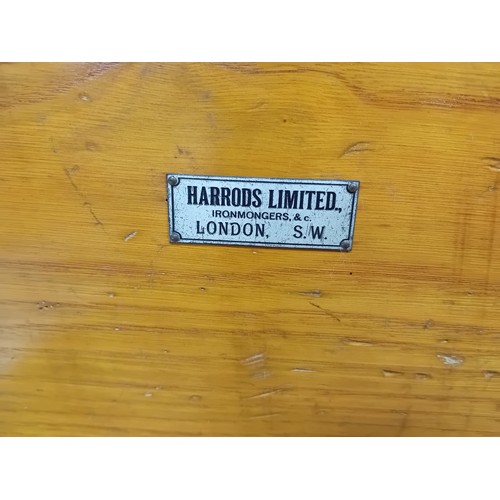 HARRODS LIMITED.,
IRONMONGERS, & c.
LONDON, S.W.